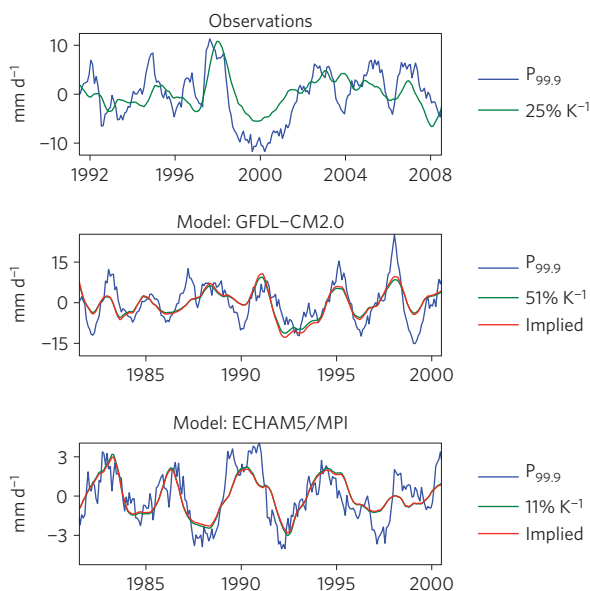 Observations
mm d⁻¹
10
0
−10
1992 1996 2000 2004 2008
P99.9
25% K⁻¹
Model: GFDL−CM2.0
mm d⁻¹
15
0
−15
1985 1990 1995 2000
P99.9
51% K⁻¹
Implied
Model: ECHAM5/MPI
mm d⁻¹
3
0
−3
1985 1990 1995 2000
P99.9
11% K⁻¹
Implied